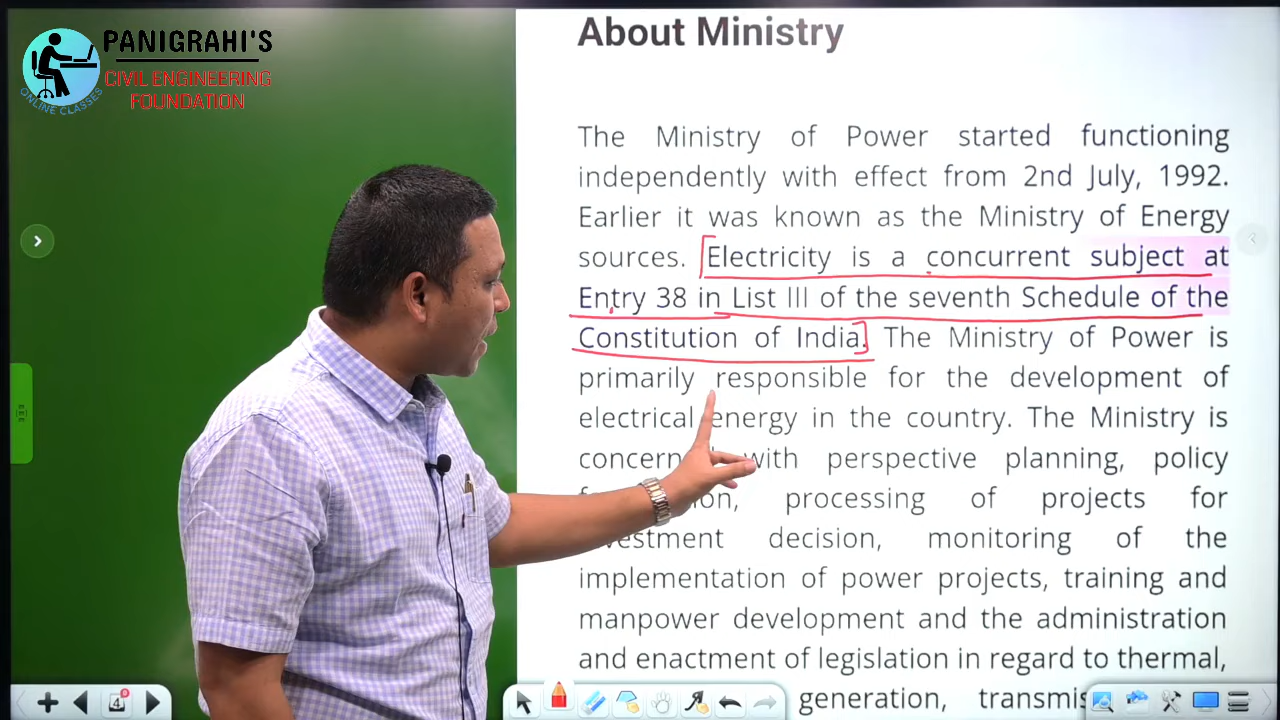 PANIGRAHI'S
CIVIL ENGINEERING
FOUNDATION
ONLINE CLASSES
About Ministry
The Ministry of Power started functioning
independently with effect from 2nd July, 1992.
Earlier it was known as the Ministry of Energy
sources. Electricity is a concurrent subject at
Entry 38 in List III of the seventh Schedule of the
Constitution of India. The Ministry of Power is
primarily responsible for the development of
electrical energy in the country. The Ministry is
with perspective planning, policy
processing of projects for
decision, monitoring of the
implementation of power projects, training and
manpower development and the administration
and enactment of legislation in regard to thermal,
generation,
4